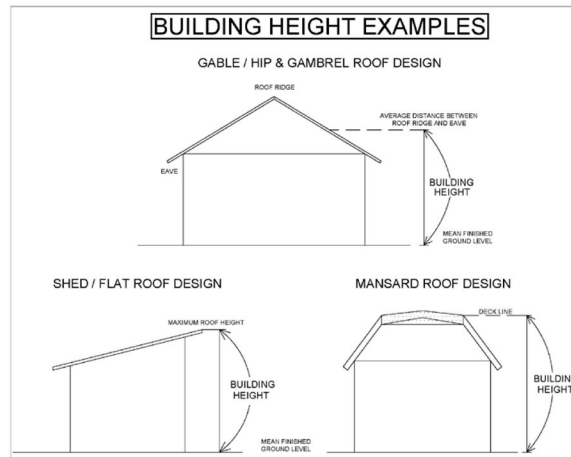 BUILDING HEIGHT EXAMPLES
GABLE / HIP & GAMBREL ROOF DESIGN
ROOF RIDGE
AVERAGE DISTANCE BETWEEN
ROOF RIDGE AND EAVE
EAVE
BUILDING
HEIGHT
MEAN FINISHED
GROUND LEVEL
SHED / FLAT ROOF DESIGN
MAXIMUM ROOF HEIGHT
BUILDING
HEIGHT
MEAN FINISHED
GROUND LEVEL
MANSARD ROOF DESIGN
DECK LINE
BUILDIN
HEIGHT